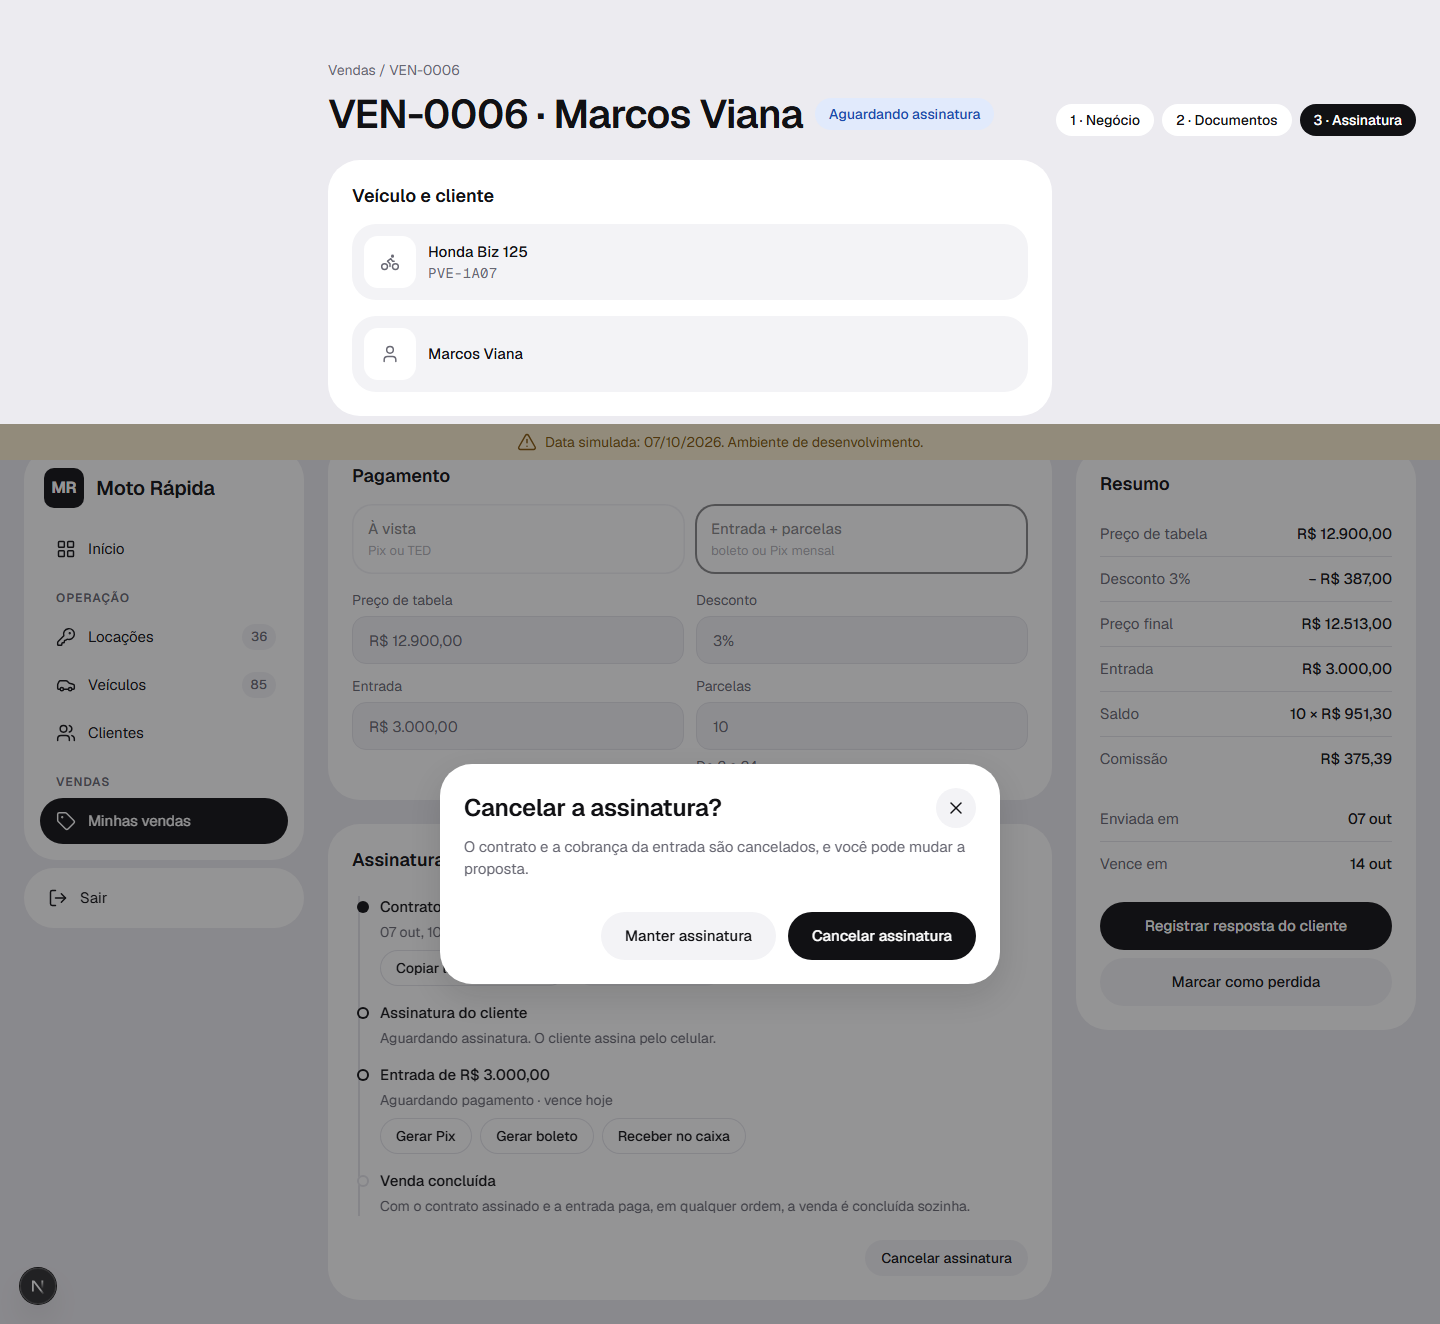 Vendas / VEN-0006
VEN-0006 · Marcos Viana
Aguardando assinatura
1 · Negócio
2 · Documentos
3 · Assinatura
Veículo e cliente
Honda Biz 125
PVE-1A07
Marcos Viana
Data simulada: 07/10/2026. Ambiente de desenvolvimento.
MR
Moto Rápida
Início
OPERAÇÃO
Locações
36
Veículos
85
Clientes
VENDAS
Minhas vendas
Sair
Pagamento
À vista
Pix ou TED
Entrada + parcelas
boleto ou Pix mensal
Preço de tabela
R$ 12.900,00
Desconto
3%
Entrada
R$ 3.000,00
Parcelas
10
Cancelar a assinatura?
O contrato e a cobrança da entrada são cancelados, e você pode mudar a
proposta.
Manter assinatura
Cancelar assinatura
Assinatura
Contrato
07 out, 10
Copiar
Assinatura do cliente
Aguardando assinatura. O cliente assina pelo celular.
Entrada de R$ 3.000,00
Aguardando pagamento · vence hoje
Gerar Pix
Gerar boleto
Receber no caixa
Venda concluída
Com o contrato assinado e a entrada paga, em qualquer ordem, a venda é concluída sozinha.
Cancelar assinatura
Resumo
Preço de tabela
R$ 12.900,00
Desconto 3%
− R$ 387,00
Preço final
R$ 12.513,00
Entrada
R$ 3.000,00
Saldo
10 × R$ 951,30
Comissão
R$ 375,39
Enviada em
07 out
Vence em
14 out
Registrar resposta do cliente
Marcar como perdida
N